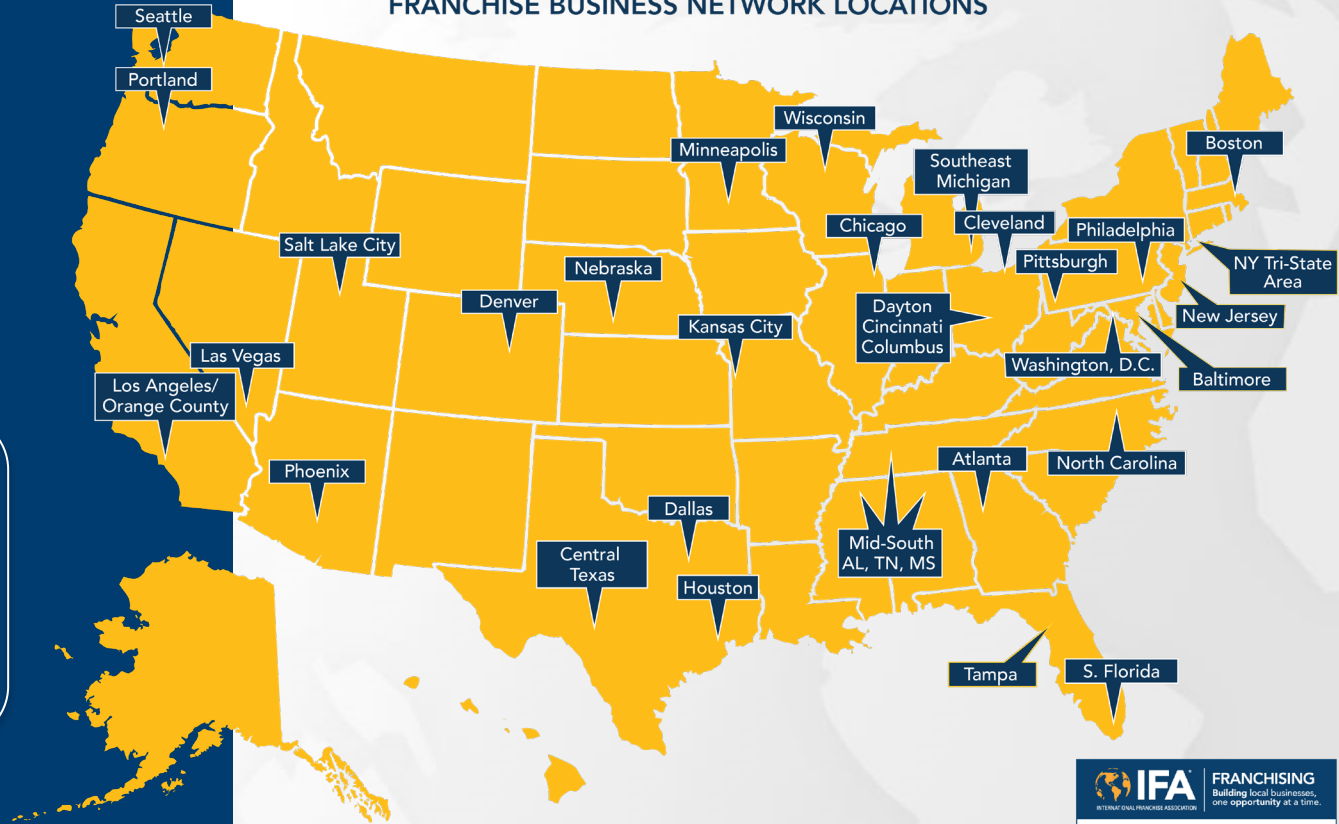 FRANCHISE BUSINESS NETWORK LOCATIONS
Seattle
Portland
Wisconsin
Minneapolis
Boston
Southeast
Michigan
Chicago
Cleveland
Philadelphia
Salt Lake City
Nebraska
Pittsburgh
NY Tri-State
Area
Denver
Kansas City
Dayton
Cincinnati
Columbus
New Jersey
Las Vegas
Washington, D.C.
Baltimore
Los Angeles/
Orange County
Phoenix
Atlanta
North Carolina
Dallas
Mid-South
AL, TN, MS
Central
Texas
Houston
Tampa
S. Florida
IFA
INTERNATIONAL FRANCHISE ASSOCIATION
FRANCHISING
Building local businesses,
one opportunity at a time.